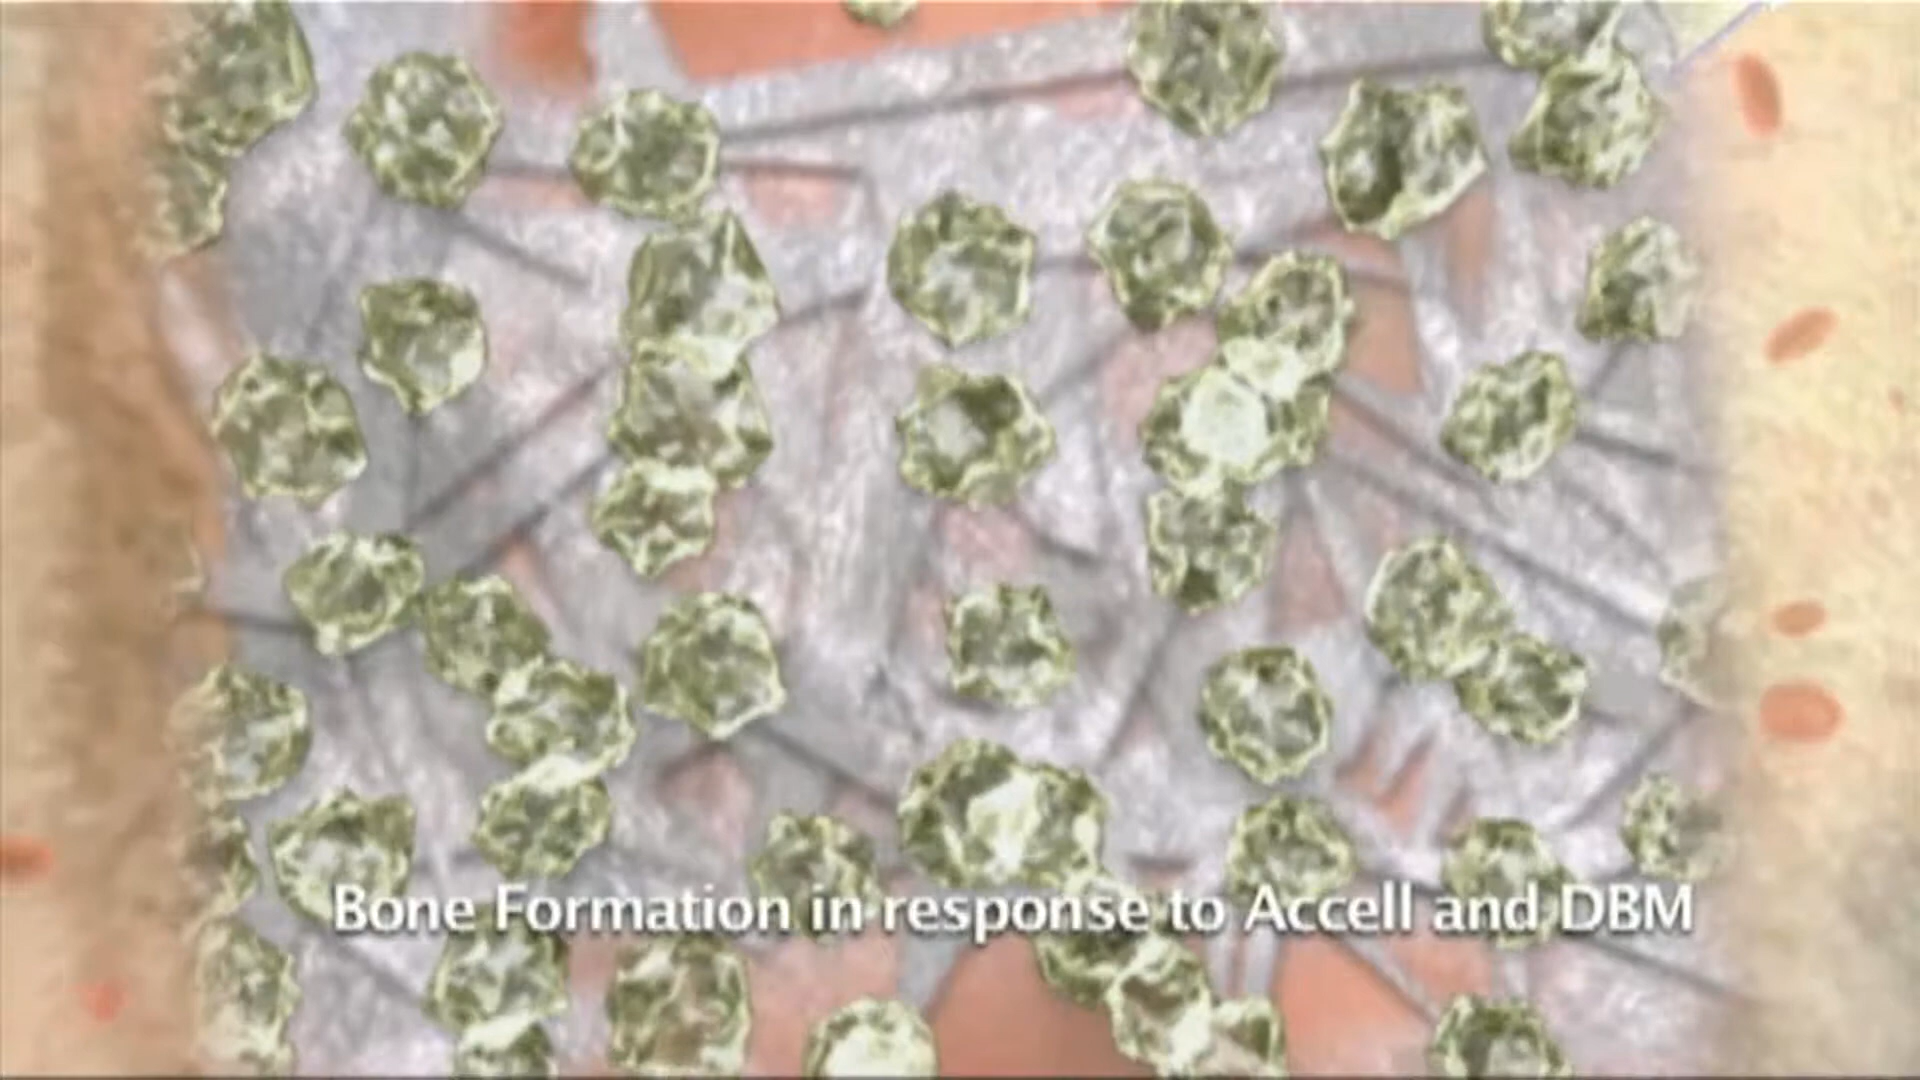 Bone Formation in response to Accell and DBM